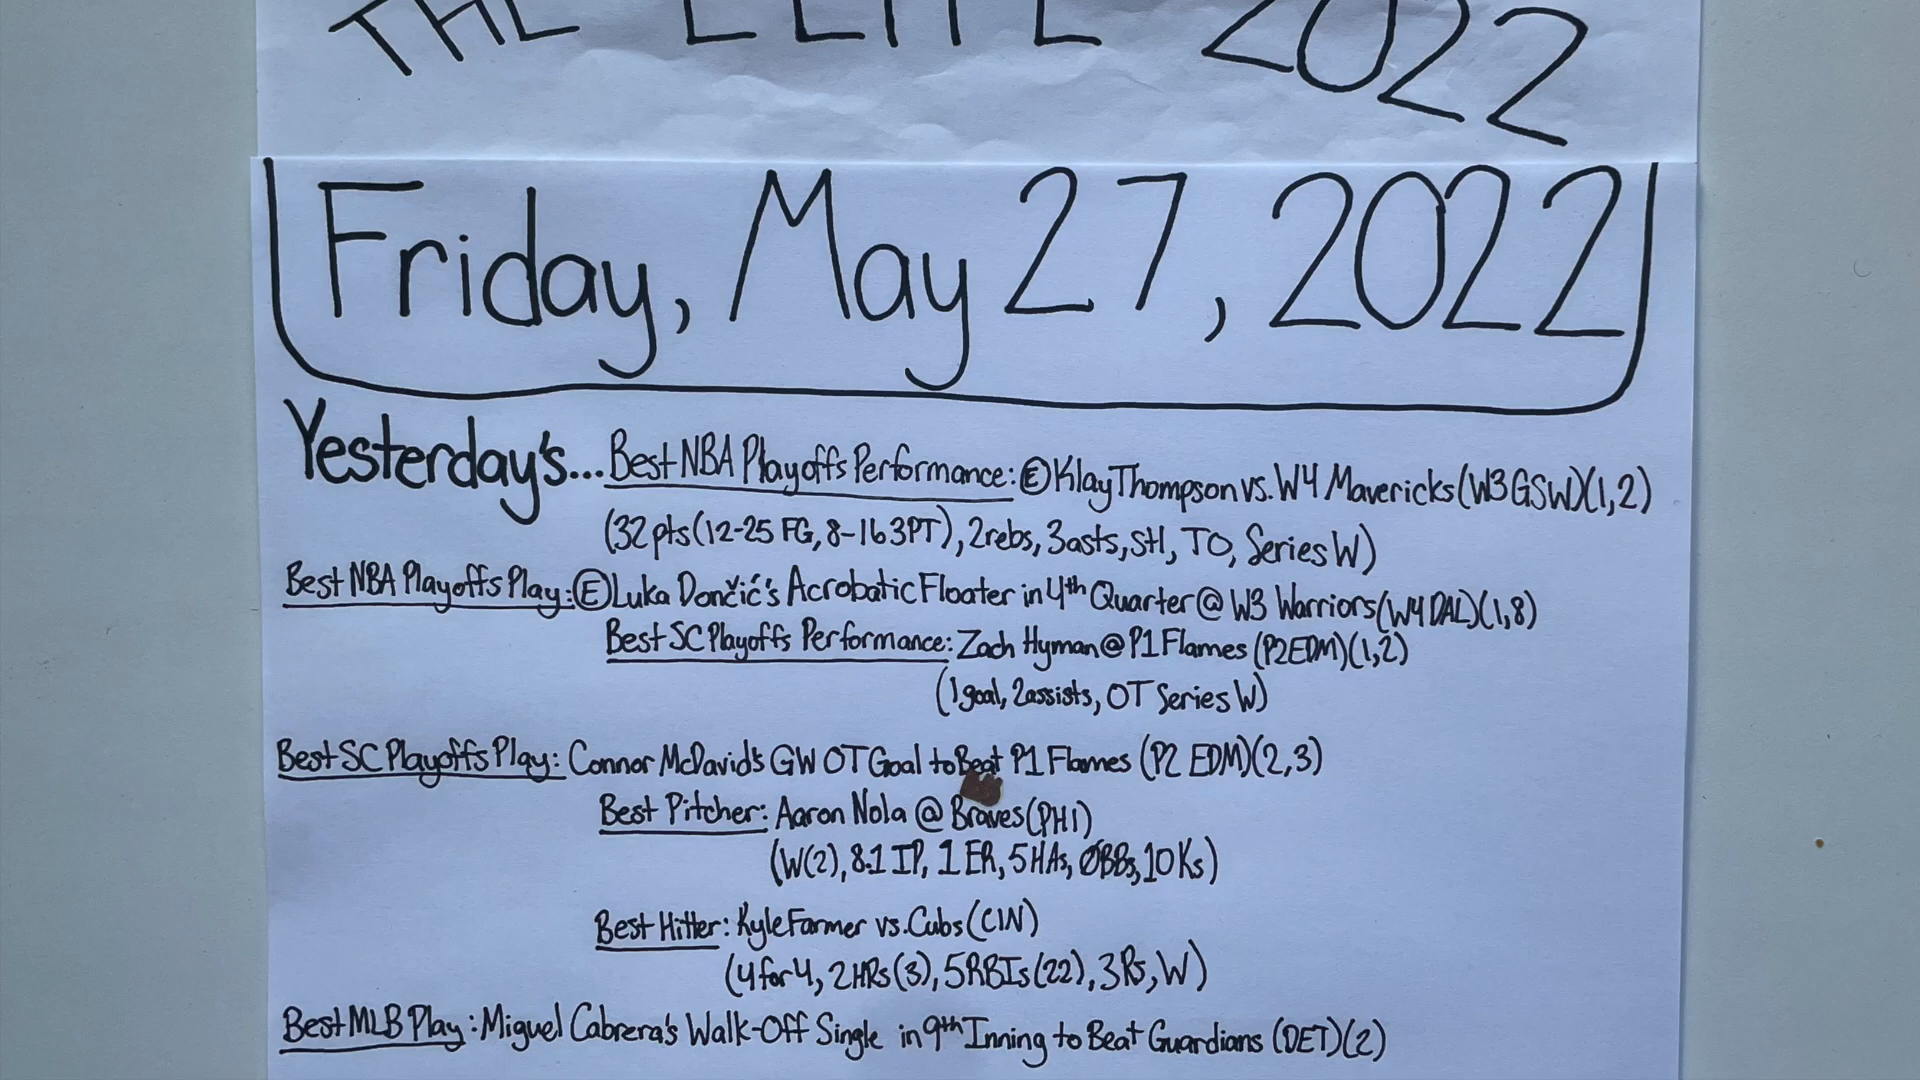 THE ELITE 2022
Friday, May 27, 2022
Yesterday's... Best NBA Playoffs Performance: Ⓔ Klay Thompson vs. W4 Mavericks (W3 GSW)(1,2)
(32 pts (12-25 FG, 8-16 3PT), 2 rebs, 3 asts, stl, TO, Series W)
Best NBA Playoffs Play: Ⓔ Luka Dončić's Acrobatic Floater in 4th Quarter @ W3 Warriors (W4 DAL)(1,8)
Best SC Playoffs Performance: Zach Hyman @ P1 Flames (P2 EDM)(1,2)
(1 goal, 2 assists, OT Series W)
Best SC Playoffs Play: Connor McDavid's GW OT Goal to Beat P1 Flames (P2 EDM)(2,3)
Best Pitcher: Aaron Nola @ Braves (PHI)
(W(2), 8.1 IP, 1 ER, 5 HAs, 0 BBs, 10 Ks)
Best Hitter: Kyle Farmer vs. Cubs (CIN)
(4 for 4, 2 HRs (3), 5 RBIs (22), 3 Rs, W)
Best MLB Play: Miguel Cabrera's Walk-Off Single in 9th Inning to Beat Guardians (DET)(2)